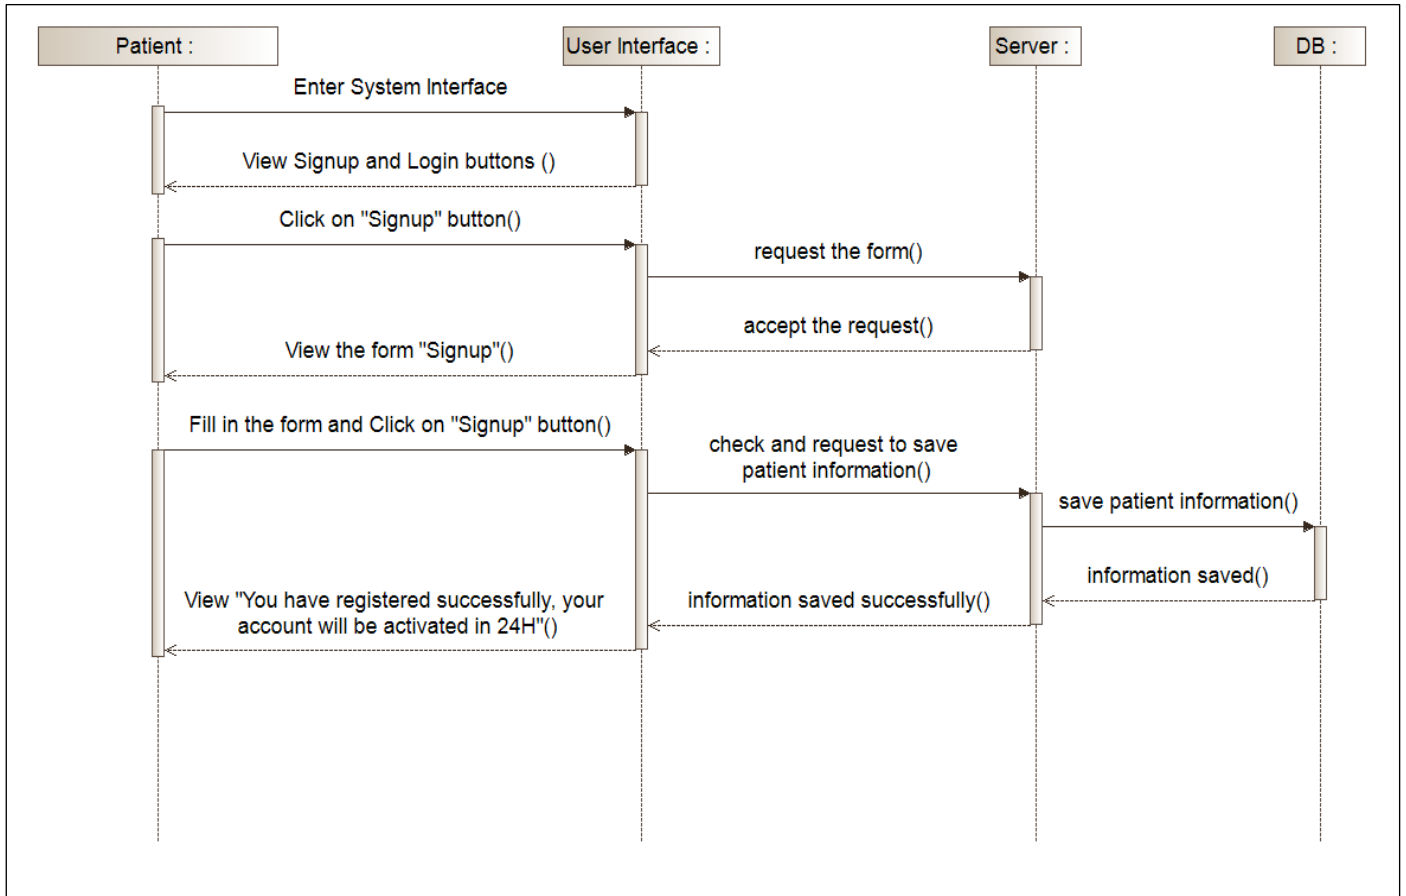 Patient :
User Interface :
Server :
DB :
Enter System Interface
View Signup and Login buttons ()
Click on "Signup" button()
request the form()
accept the request()
View the form "Signup"()
Fill in the form and Click on "Signup" button()
check and request to save
patient information()
save patient information()
information saved()
View "You have registered successfully, your
account will be activated in 24H"()
information saved successfully()